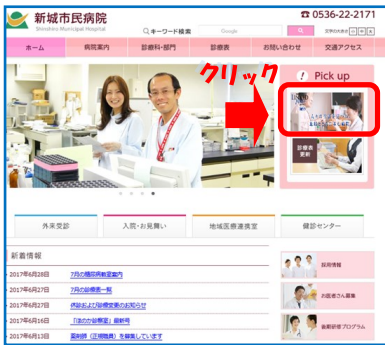 新城市民病院
Shinshiro Municipal Hospital
キーワード検索
Google
☎ 0536-22-2171
文字の大きさ 小 中 大
ホーム 病院案内 診療科・部門 診療表 お問い合わせ 交通アクセス
クリック
! Pick up
診療表
更新
外来受診 入院・お見舞い 地域医療連携室 健診センター
新着情報
2017年6月28日 7月の糖尿病教室案内
2017年6月27日 7月の診療表一覧
2017年6月27日 休診および診療変更のお知らせ
2017年6月16日 「ほのか診療室」最新号
2017年6月13日 薬剤師（正規職員）を募集しています
採用情報
お医者さん募集
後期研修プログラム